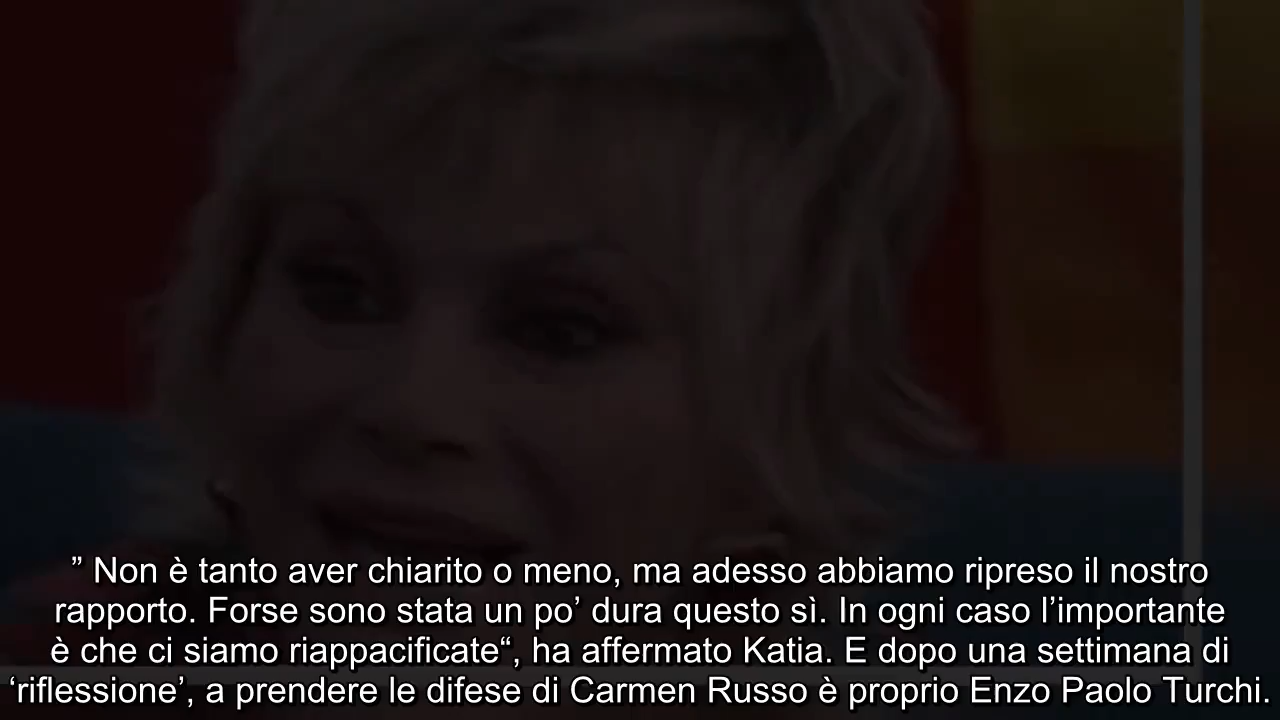 ” Non è tanto aver chiarito o meno, ma adesso abbiamo ripreso il nostro
rapporto. Forse sono stata un po’ dura questo sì. In ogni caso l’importante
è che ci siamo riappacificate“, ha affermato Katia. E dopo una settimana di
‘riflessione’, a prendere le difese di Carmen Russo è proprio Enzo Paolo Turchi.